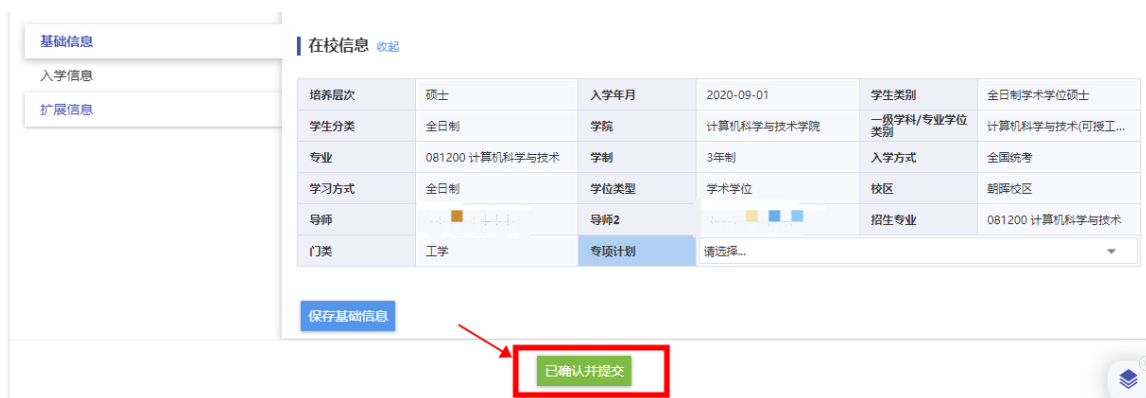 基础信息
入学信息
扩展信息
在校信息 收起
培养层次 硕士 入学年月 2020-09-01 学生类别 全日制学术学位硕士
学生分类 全日制 学院 计算机科学与技术学院 一级学科/专业学位类别 计算机科学与技术(可授工...
专业 081200 计算机科学与技术 学制 3年制 入学方式 全国统考
学习方式 全日制 学位类型 学术学位 校区 朝晖校区
导师 导师2 招生专业 081200 计算机科学与技术
门类 工学 专项计划 请选择...
保存基础信息
已确认并提交